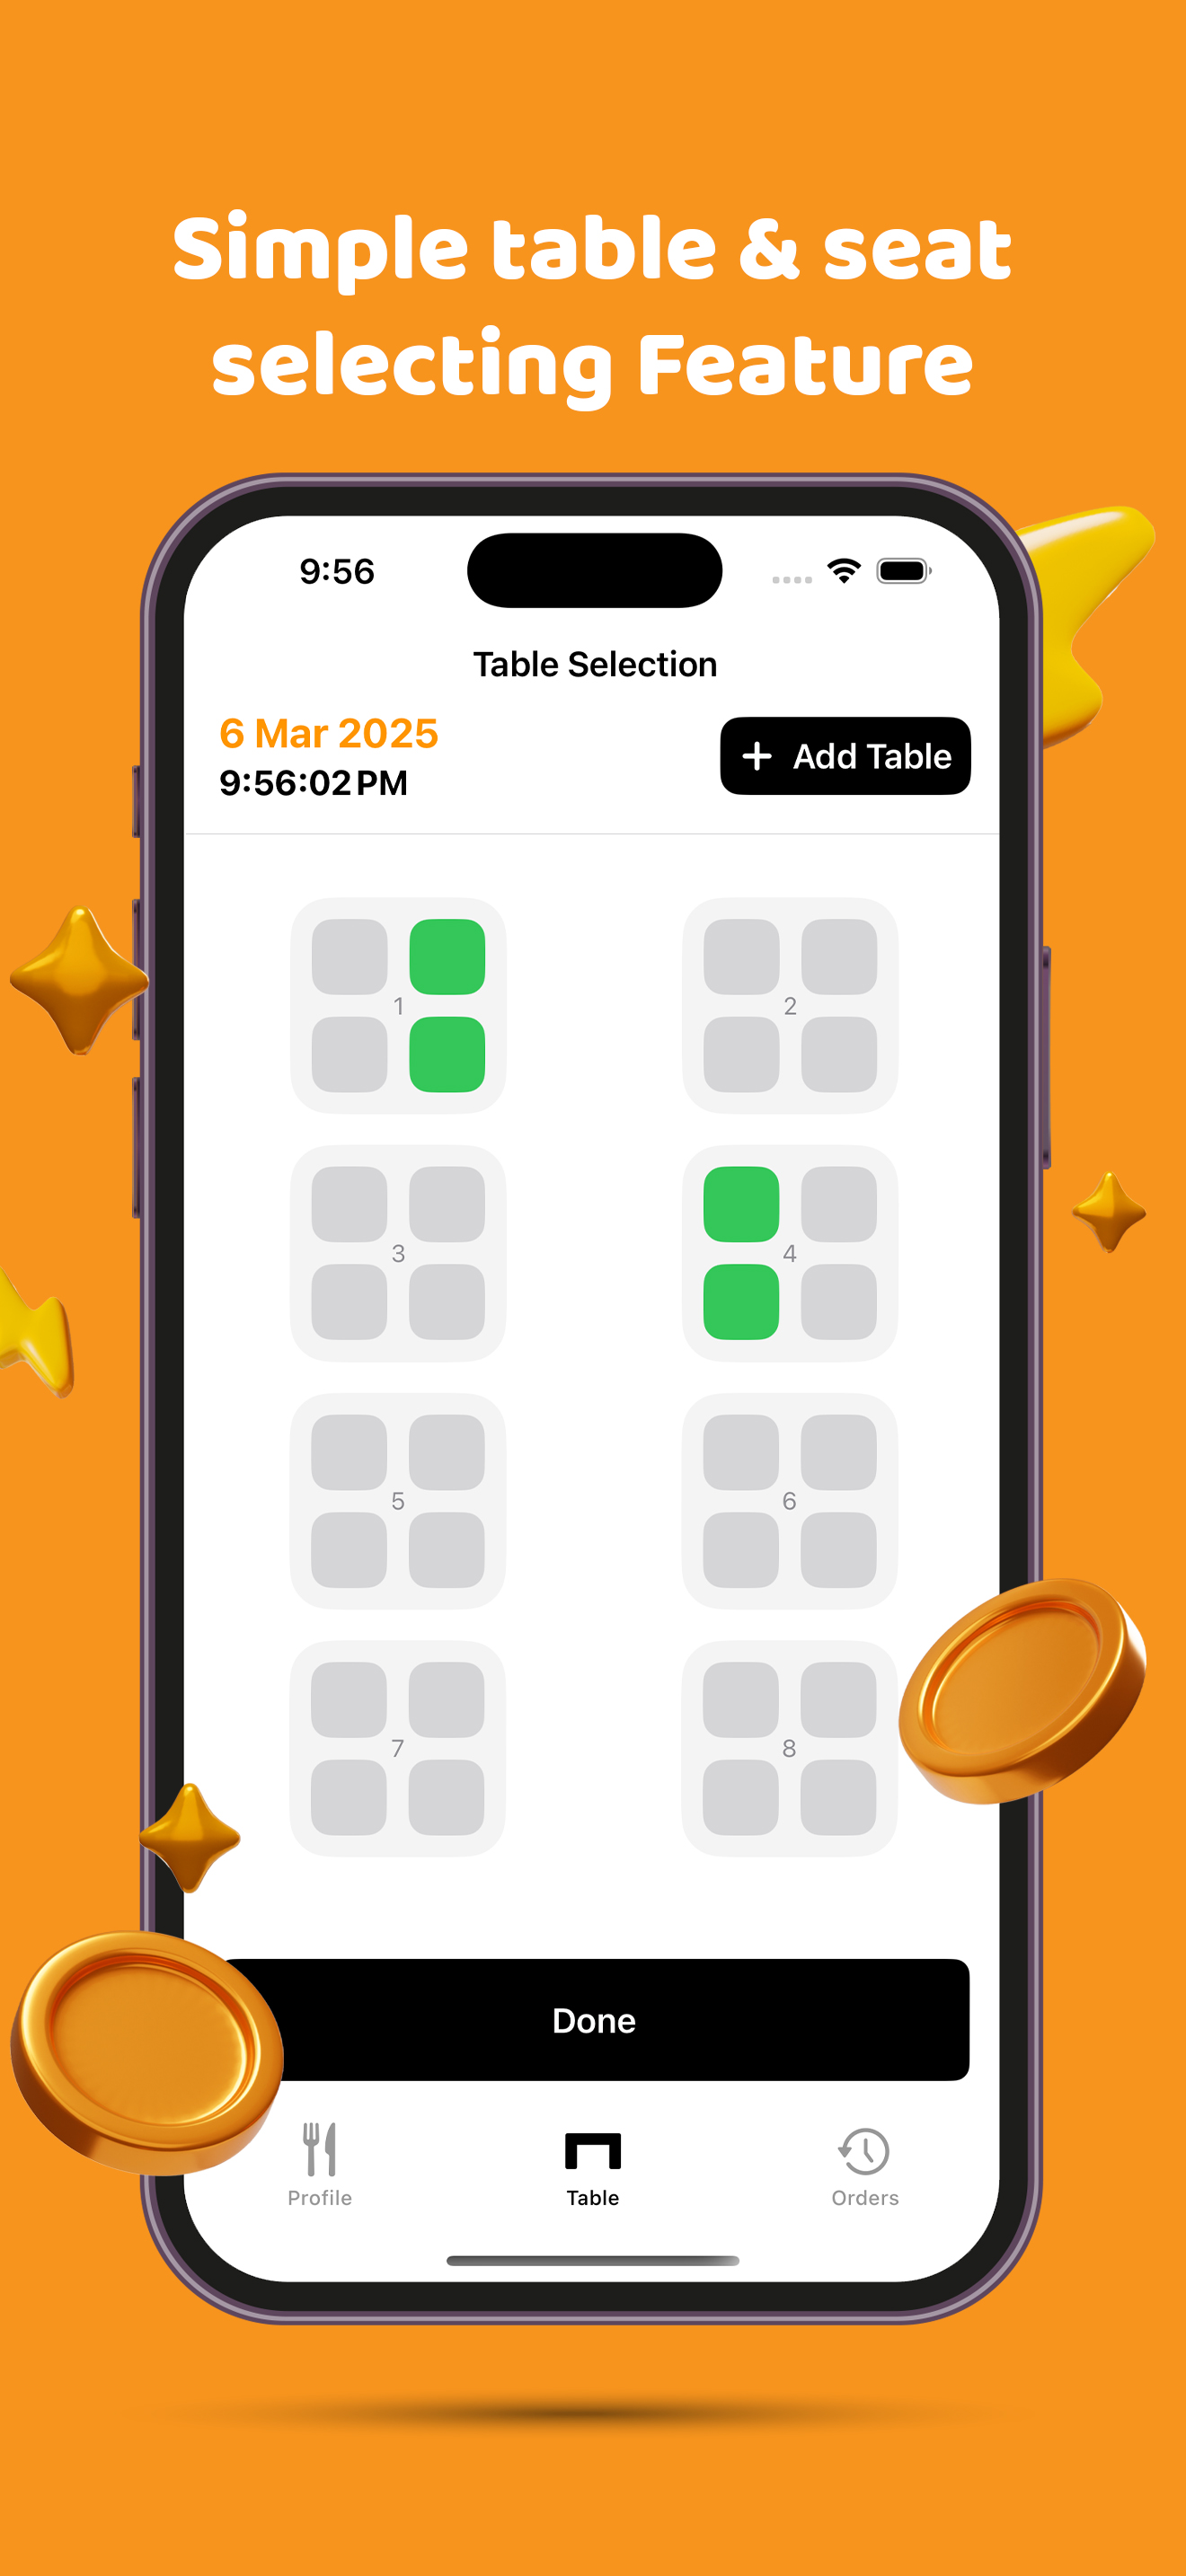 Simple table & seat
selecting Feature
9:56
Table Selection
6 Mar 2025
9:56:02 PM
+ Add Table
1
2
3
4
5
6
7
8
Done
Profile
Table
Orders